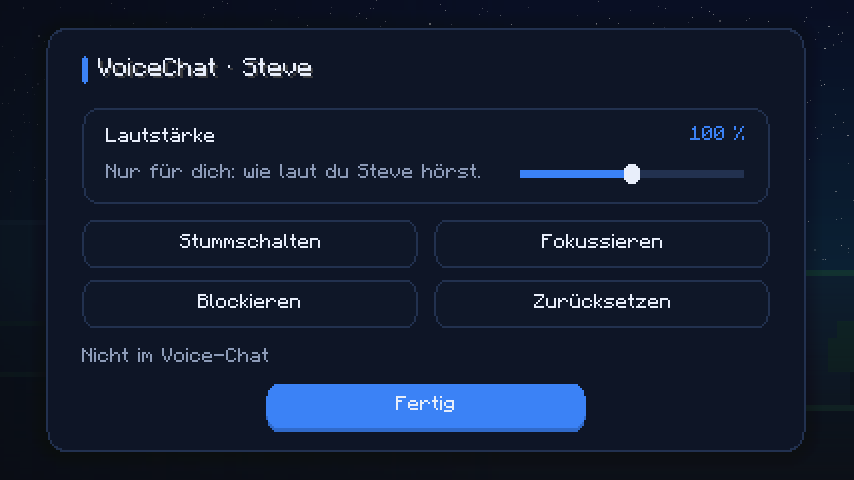 VoiceChat · Steve
Lautstärke
100 %
Nur für dich: wie laut du Steve hörst.
Stummschalten
Fokussieren
Blockieren
Zurücksetzen
Nicht im Voice-Chat
Fertig